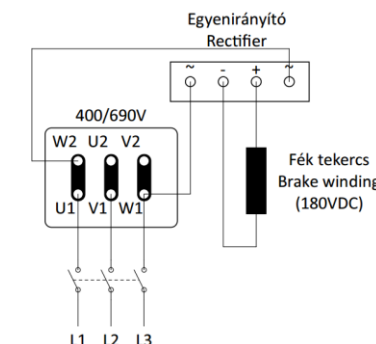 Egyenirányító
Rectifier
~ - + ~
400/690V
W2 U2 V2
U1 V1 W1
Fék tekercs
Brake winding
(180VDC)
L1 L2 L3